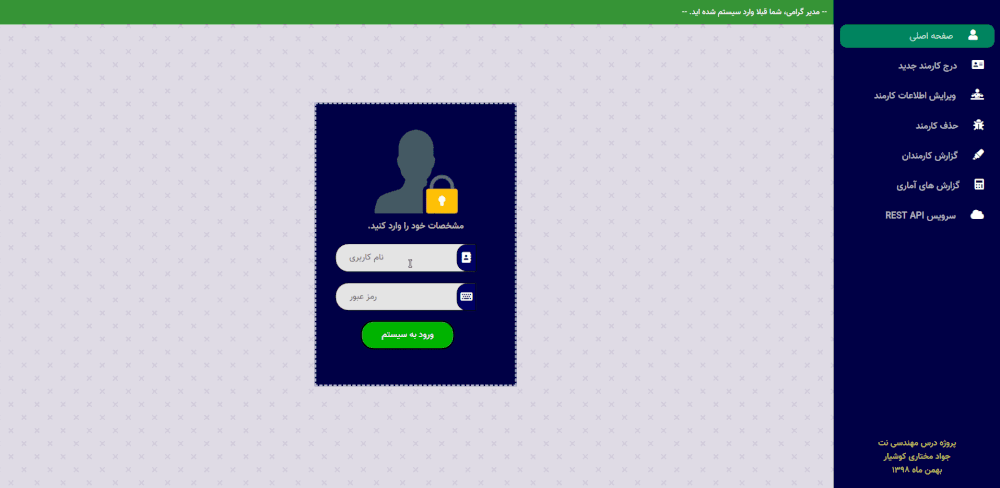 -- مدیر گرامی، شما قبلا وارد سیستم شده اید. --
صفحه اصلی
درج کارمند جدید
ویرایش اطلاعات کارمند
حذف کارمند
گزارش کارمندان
گزارش های آماری
سرویس REST API
مشخصات خود را وارد کنید.
نام کاربری
رمز عبور
ورود به سیستم
پروژه درس مهندسی نت
جواد مختاری کوشیار
بهمن ماه ۱۳۹۸